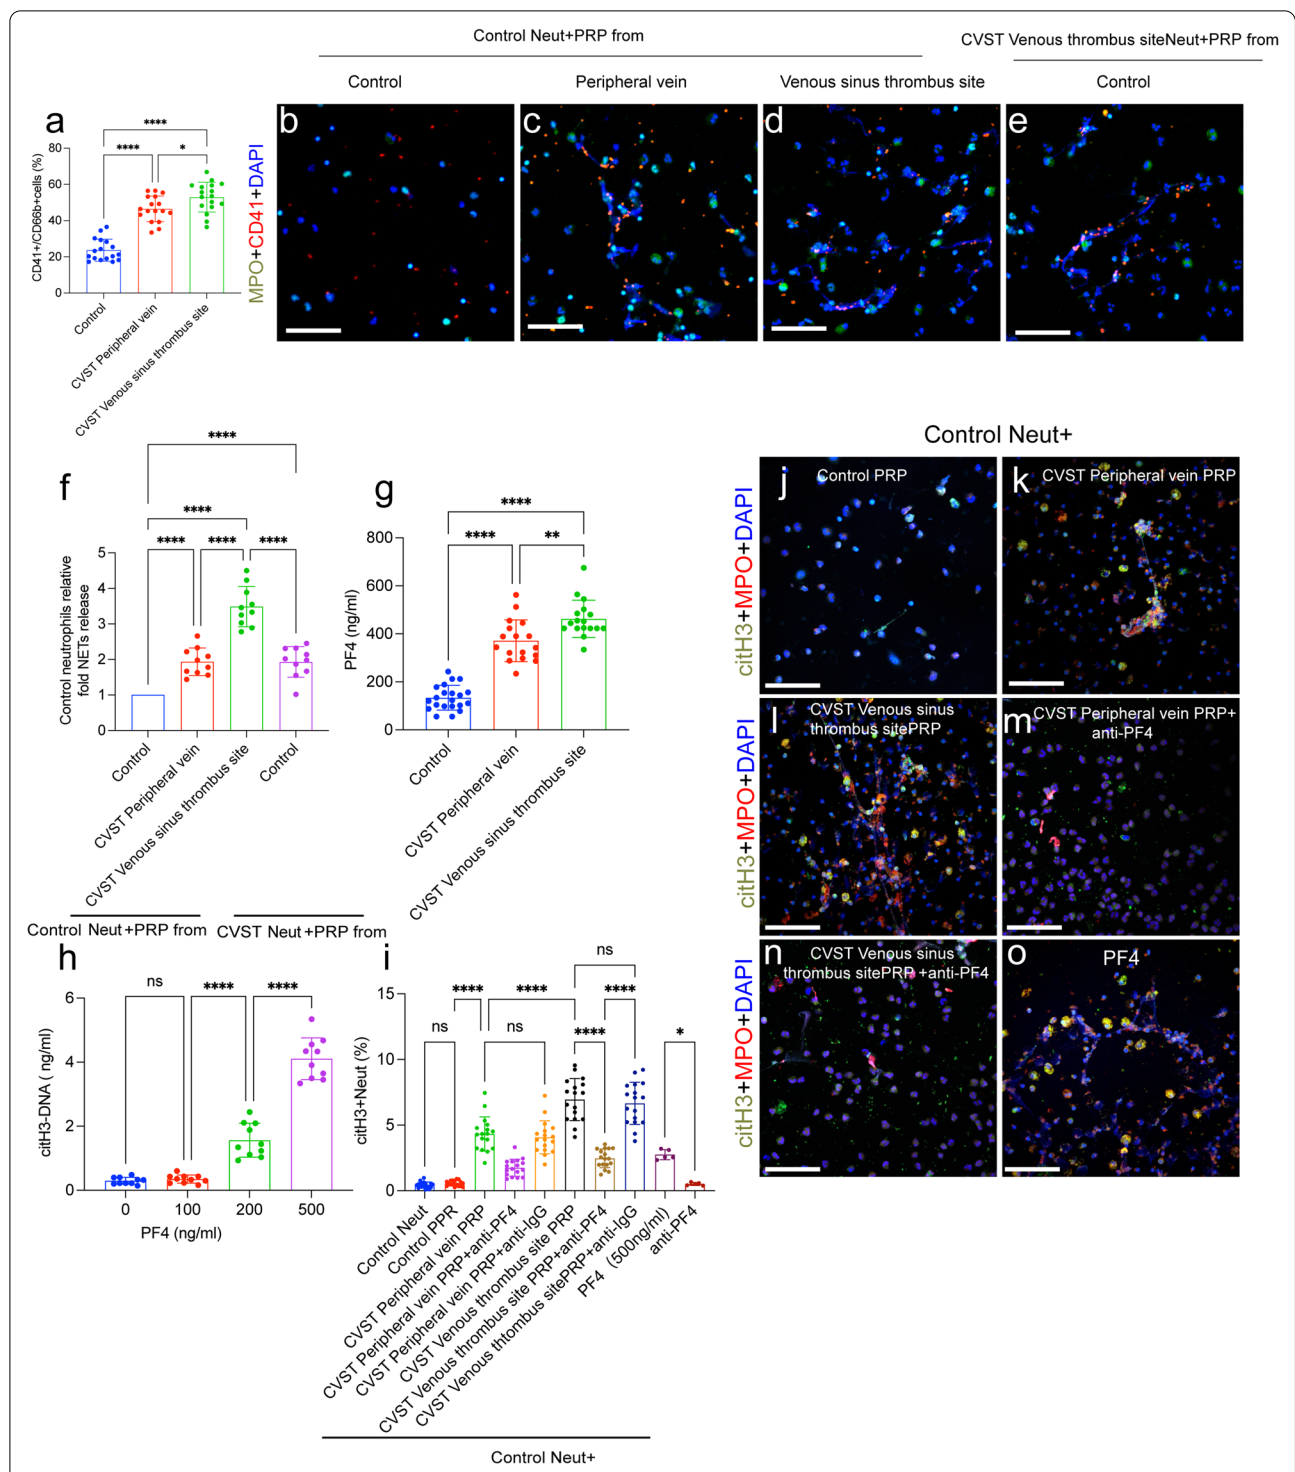 Control Neut+PRP from
CVST Venous thrombus siteNeut+PRP from
Control
Peripheral vein
Venous sinus thrombus site
Control
a
CD41+/CD66b+cells (%)
80
60
40
20
0
****
****
*
Control
CVST Peripheral vein
CVST Venous sinus thrombus site
MPO+CD41+DAPI
b
c
d
e
f
Control neutrophils relative
fold NETs release
5
4
3
2
1
0
****
****
****
****
****
Control
CVST Peripheral vein
CVST Venous sinus thrombus site
Control
Control Neut+PRP from
CVST Neut+PRP from
g
PF4 (ng/ml)
800
600
400
200
0
****
****
**
Control
CVST Peripheral vein
CVST Venous sinus thrombus site
h
citH3-DNA ( ng/ml)
6
4
2
0
ns
****
****
0
100
200
500
PF4 (ng/ml)
i
citH3+Neut (%)
15
10
5
0
ns
****
ns
****
****
ns
****
*
Control Neut
Control PPR
CVST Peripheral vein PRP
CVST Peripheral vein PRP+anti-PF4
CVST Peripheral vein PRP+anti-IgG
CVST Venous thrombus site PRP
CVST Venous thrombus site PRP+anti-PF4
CVST Venous thtombus sitePRP+anti-IgG
PF4 (500ng/ml)
anti-PF4
Control Neut+
Control Neut+
citH3+MPO+DAPI
j
Control PRP
k
CVST Peripheral vein PRP
citH3+MPO+DAPI
l
CVST Venous sinus
thrombus sitePRP
m
CVST Peripheral vein PRP+
anti-PF4
citH3+MPO+DAPI
n
CVST Venous sinus
thrombus sitePRP +anti-PF4
o
PF4